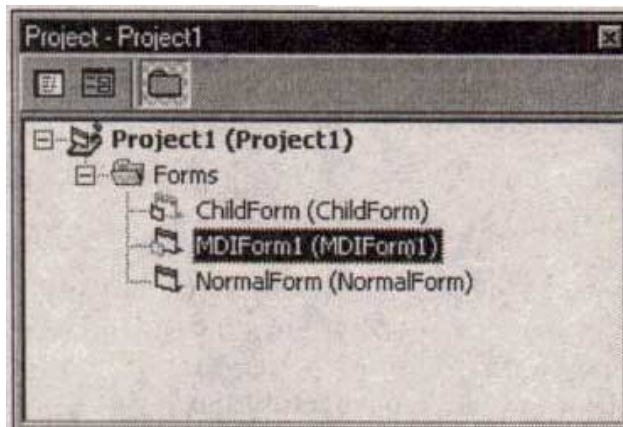 Project - Project1
Project1 (Project1)
Forms
ChildForm (ChildForm)
MDIForm1 (MDIForm1)
NormalForm (NormalForm)